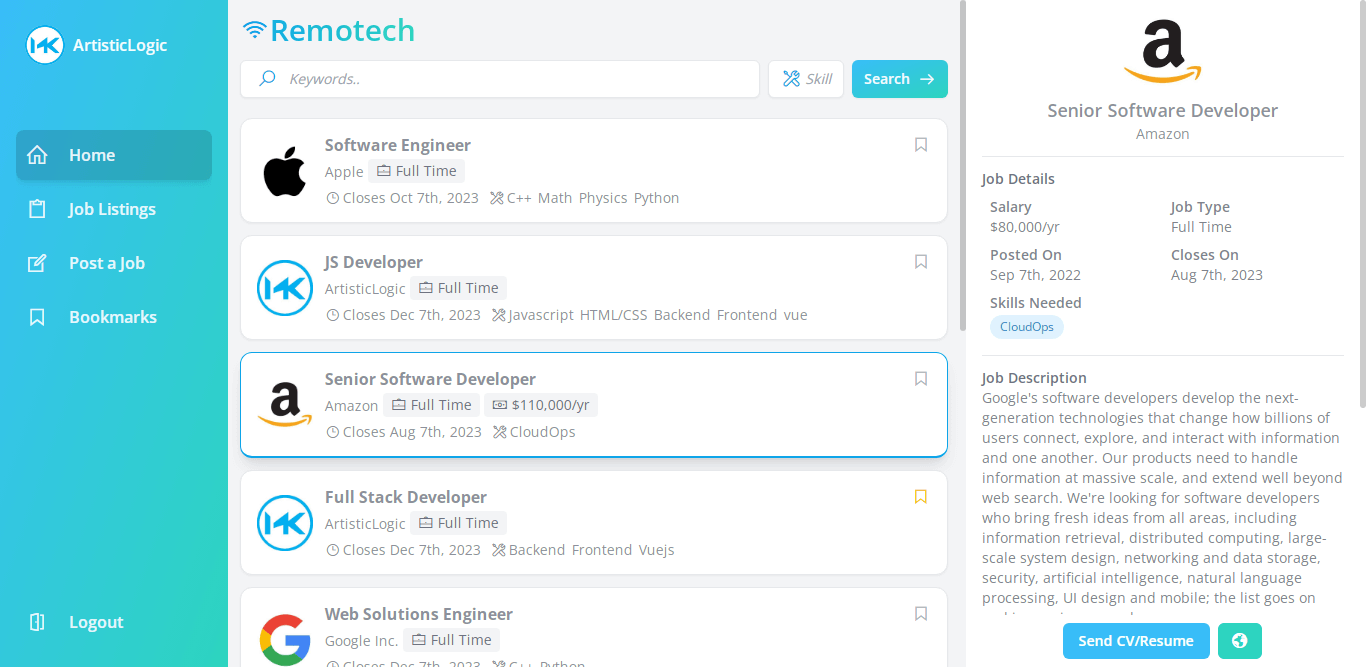 ArtisticLogic
Home
Job Listings
Post a Job
Bookmarks
Logout
Remotech
Keywords..
Skill
Search
Software Engineer
Apple Full Time
Closes Oct 7th, 2023 C++ Math Physics Python
JS Developer
ArtisticLogic Full Time
Closes Dec 7th, 2023 Javascript HTML/CSS Backend Frontend vue
Senior Software Developer
Amazon Full Time $110,000/yr
Closes Aug 7th, 2023 CloudOps
Full Stack Developer
ArtisticLogic Full Time
Closes Dec 7th, 2023 Backend Frontend Vuejs
Web Solutions Engineer
Google Inc. Full Time
Closes Dec 7th, 2023 C++ Python
Senior Software Developer
Amazon
Job Details
Salary Job Type
$80,000/yr Full Time
Posted On Closes On
Sep 7th, 2022 Aug 7th, 2023
Skills Needed
CloudOps
Job Description
Google's software developers develop the next-
generation technologies that change how billions of
users connect, explore, and interact with information
and one another. Our products need to handle
information at massive scale, and extend well beyond
web search. We're looking for software developers
who bring fresh ideas from all areas, including
information retrieval, distributed computing, large-
scale system design, networking and data storage,
security, artificial intelligence, natural language
processing, UI design and mobile; the list goes on
Send CV/Resume